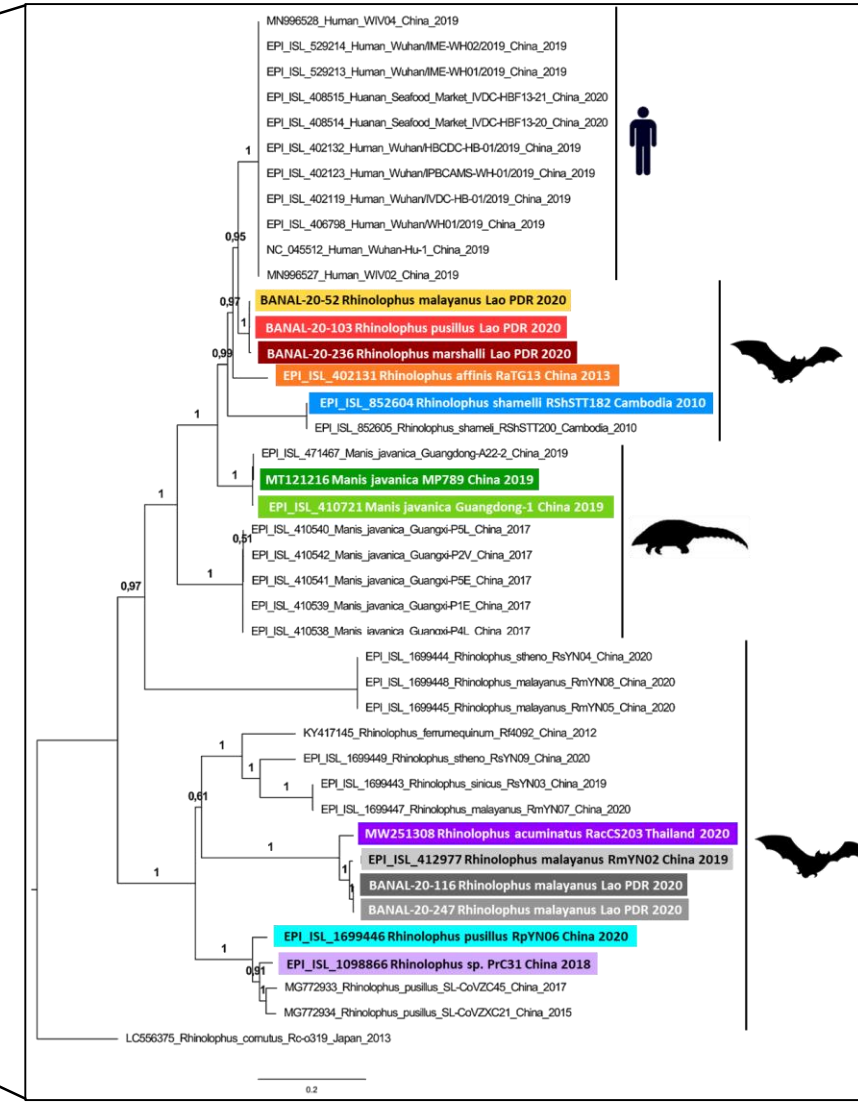 MN996528_Human_WIV04_China_2019
EPI_ISL_529214_Human_Wuhan/IME-WH02/2019_China_2019
EPI_ISL_529213_Human_Wuhan/IME-WH01/2019_China_2019
EPI_ISL_408515_Huanan_Seafood_Market_IVDC-HBF13-21_China_2020
EPI_ISL_408514_Huanan_Seafood_Market_IVDC-HBF13-20_China_2020
EPI_ISL_402132_Human_Wuhan/HBCDC-HB-01/2019_China_2019
1
EPI_ISL_402123_Human_Wuhan/IPBCAMS-WH-01/2019_China_2019
EPI_ISL_402119_Human_Wuhan/IVDC-HB-01/2019_China_2019
EPI_ISL_406798_Human_Wuhan/WH01/2019_China_2019
0,95
NC_045512_Human_Wuhan-Hu-1_China_2019
MN996527_Human_WIV02_China_2019
0,97
BANAL-20-52 Rhinolophus malayanus Lao PDR 2020
1
BANAL-20-103 Rhinolophus pusillus Lao PDR 2020
BANAL-20-236 Rhinolophus marshalli Lao PDR 2020
0,99
EPI_ISL_402131 Rhinolophus affinis RaTG13 China 2013
EPI_ISL_852604 Rhinolophus shamelli RShSTT182 Cambodia 2010
1
EPI_ISL_852605_Rhinolophus_shameli_RShSTT200_Cambodia_2010
EPI_ISL_471467_Manis_javanica_Guangdong-A22-2_China_2019
1
MT121216 Manis javanica MP789 China 2019
1
EPI_ISL_410721 Manis javanica Guangdong-1 China 2019
EPI_ISL_410540_Manis_javanica_Guangxi-P5L_China_2017
0,51
EPI_ISL_410542_Manis_javanica_Guangxi-P2V_China_2017
1
EPI_ISL_410541_Manis_javanica_Guangxi-P5E_China_2017
0,97
EPI_ISL_410539_Manis_javanica_Guangxi-P1E_China_2017
EPI_ISL_410538_Manis_javanica_Guangxi-P4L_China_2017
EPI_ISL_1699444_Rhinolophus_stheno_RsYN04_China_2020
EPI_ISL_1699448_Rhinolophus_malayanus_RmYN08_China_2020
EPI_ISL_1699445_Rhinolophus_malayanus_RmYN05_China_2020
KY417145_Rhinolophus_ferrumequinum_Rf4092_China_2012
1
EPI_ISL_1699449_Rhinolophus_stheno_RsYN09_China_2020
1
EPI_ISL_1699443_Rhinolophus_sinicus_RsYN03_China_2019
1
EPI_ISL_1699447_Rhinolophus_malayanus_RmYN07_China_2020
0,61
MW251308 Rhinolophus acuminatus RacCS203 Thailand 2020
1
EPI_ISL_412977 Rhinolophus malayanus RmYN02 China 2019
1
BANAL-20-116 Rhinolophus malayanus Lao PDR 2020
1
1
BANAL-20-247 Rhinolophus malayanus Lao PDR 2020
EPI_ISL_1699446 Rhinolophus pusillus RpYN06 China 2020
1
EPI_ISL_1098866 Rhinolophus sp. PrC31 China 2018
0,91
MG772933_Rhinolophus_pusillus_SL-CoVZC45_China_2017
1
MG772934_Rhinolophus_pusillus_SL-CoVZXC21_China_2015
LC556375_Rhinolophus_cornutus_Rc-o319_Japan_2013
0.2